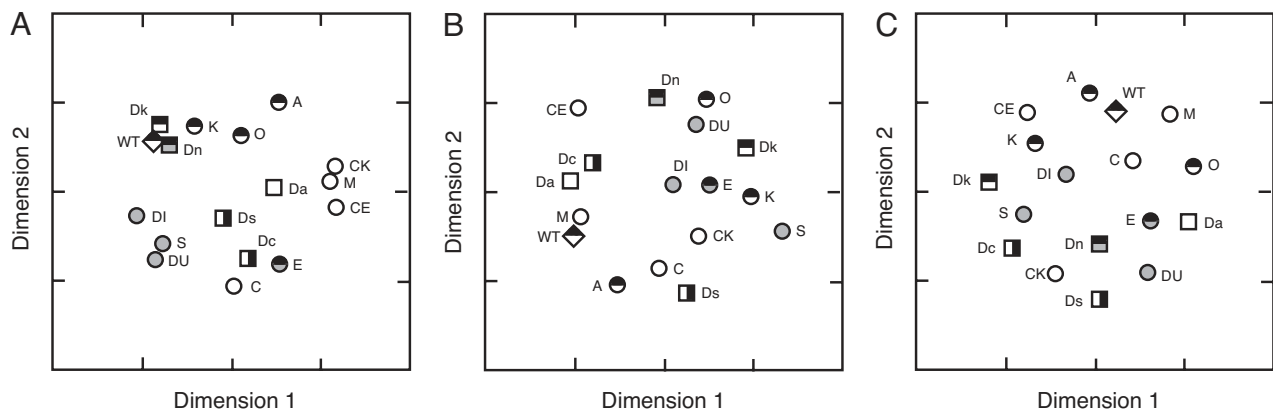 A
Dimension 2
A
Dk
K
O
WT
Dn
CK
M
Da
CE
DI
Ds
S
Dc
DU
E
C
Dimension 1
B
Dimension 2
Dn
O
CE
DU
Dk
Dc
DI
Da
E
K
M
WT
CK
S
C
A
Ds
Dimension 1
C
Dimension 2
A
WT
CE
M
K
C
O
DI
Dk
S
E
Da
Dc
Dn
CK
DU
Ds
Dimension 1